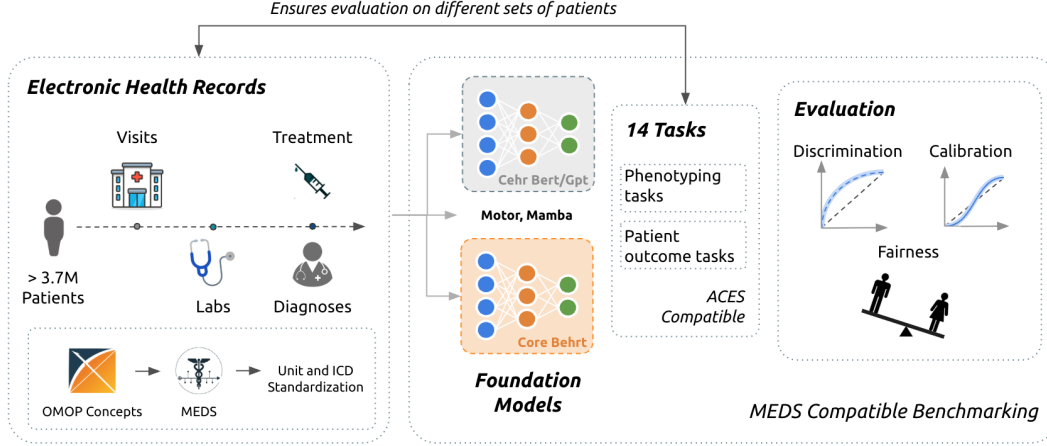 Ensures evaluation on different sets of patients
Electronic Health Records
Visits
Treatment
> 3.7M
Patients
Labs
Diagnoses
OMOP Concepts
MEDS
Unit and ICD
Standardization
Cehr Bert/Gpt
Motor, Mamba
Core Behrt
Foundation
Models
14 Tasks
Phenotyping
tasks
Patient
outcome tasks
ACES
Compatible
Evaluation
Discrimination
Calibration
Fairness
MEDS Compatible Benchmarking